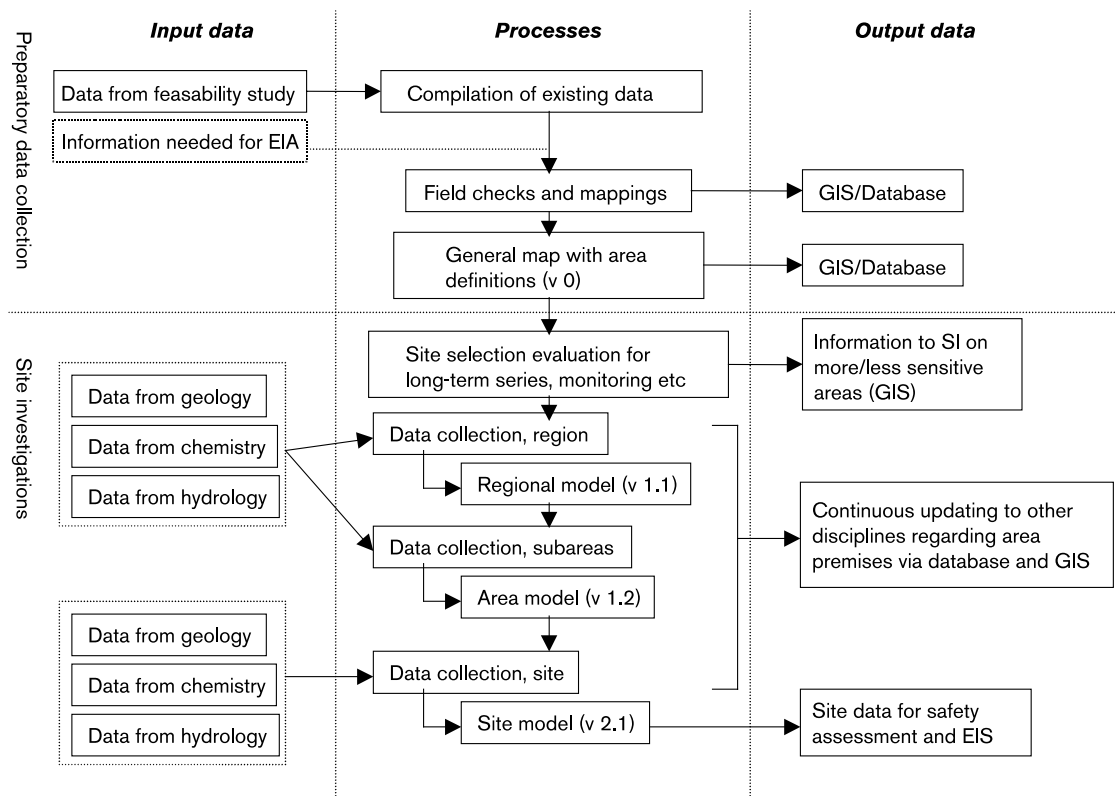 Input data
Processes
Output data
Preparatory data collection
Data from feasability study
Compilation of existing data
Information needed for EIA
Field checks and mappings
GIS/Database
General map with area
definitions (v 0)
GIS/Database
Site investigations
Site selection evaluation for
long-term series, monitoring etc
Information to SI on
more/less sensitive
areas (GIS)
Data from geology
Data from chemistry
Data from hydrology
Data collection, region
Regional model (v 1.1)
Data collection, subareas
Area model (v 1.2)
Continuous updating to other
disciplines regarding area
premises via database and GIS
Data from geology
Data from chemistry
Data from hydrology
Data collection, site
Site model (v 2.1)
Site data for safety
assessment and EIS